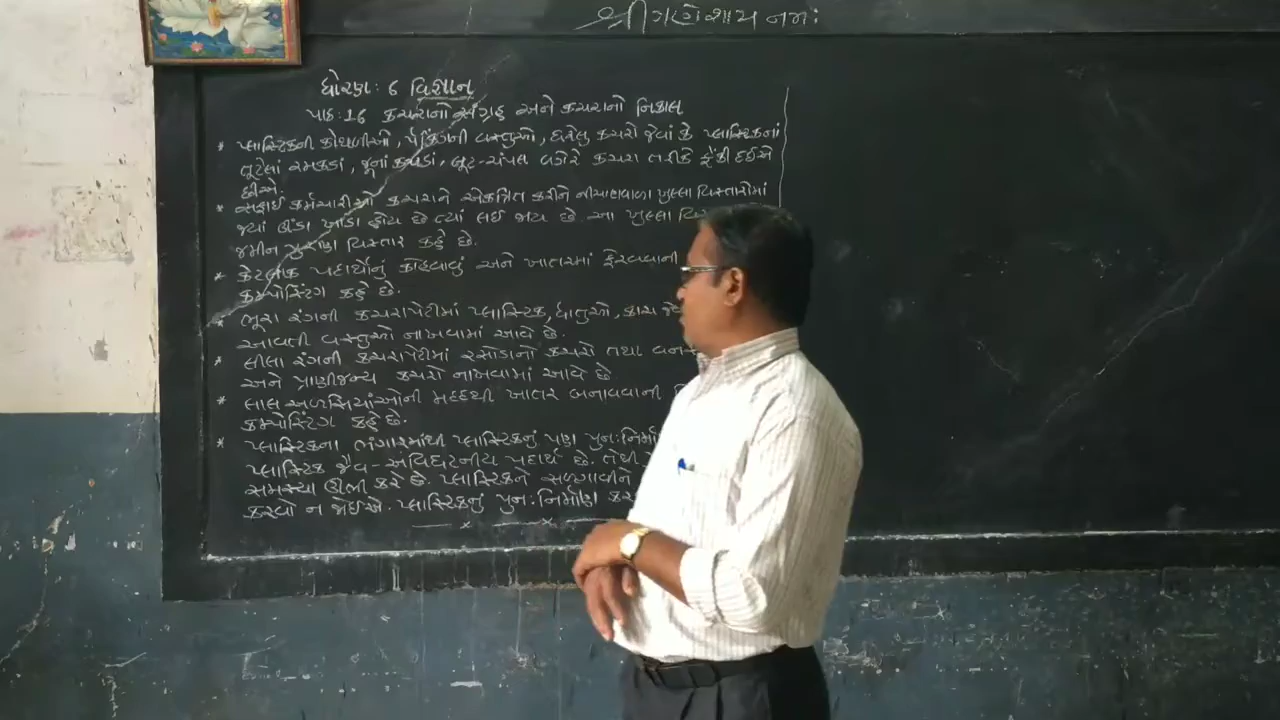 શ્રી ગણેશાય નમઃ
ધોરણ: ૬ વિજ્ઞાન
પાઠ: 16 કચરાનો સંગ્રહ અને કચરાનો નિકાલ
* પ્લાસ્ટિકની કોથળીઓ, પૅકિંગની વસ્તુઓ, ઘરેલુ કચરો જેવાં કે પ્લાસ્ટિકનાં
તૂટેલાં રમકડાં, જૂનાં કપડાં, બૂટ-ચંપલ વગેરે કચરા તરીકે ફેંકી દઈએ
છીએ.
* સફાઈ કર્મચારીઓ કચરાને એકત્રિત કરીને નીચાણવાળા ખુલ્લા વિસ્તારોમાં
જ્યાં ઊંડા ખાડા હોય છે ત્યાં લઈ જાય છે. આ ખુલ્લા
જમીન પુરાણ વિસ્તાર કહે છે.
* કેટલાક પદાર્થોનું કોહવાવું અને ખાતરમાં ફેરવવાની
કમ્પોસ્ટિંગ કહે છે.
* ભૂરા રંગની કચરાપેટીમાં પ્લાસ્ટિક, ધાતુઓ, કાચ
આવતી વસ્તુઓ નાખવામાં આવે છે.
* લીલા રંગની કચરાપેટીમાં રસોડાનો કચરો તથા
અને પ્રાણીજન્ય કચરો નાખવામાં આવે છે
* લાલ અળસિયાંઓની મદદથી ખાતર બનાવવાની
કમ્પોસ્ટિંગ કહે છે.
* પ્લાસ્ટિકના ભંગારમાંથી પ્લાસ્ટિકનું પણ
પ્લાસ્ટિક જૈવ-અવિઘટનીય પદાર્થ છે. તેથી
સમસ્યા ઊભી કરે છે. પ્લાસ્ટિકને સળગાવીને
કરવો ન જોઈએ. પ્લાસ્ટિકનું પુન:નિર્માણ